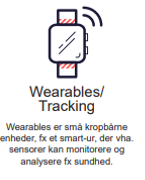 Wearables/
Tracking
Wearables er små kropbårne
enheder, fx et smart-ur, der vha.
sensorer kan monitorere og
analysere fx sundhed.